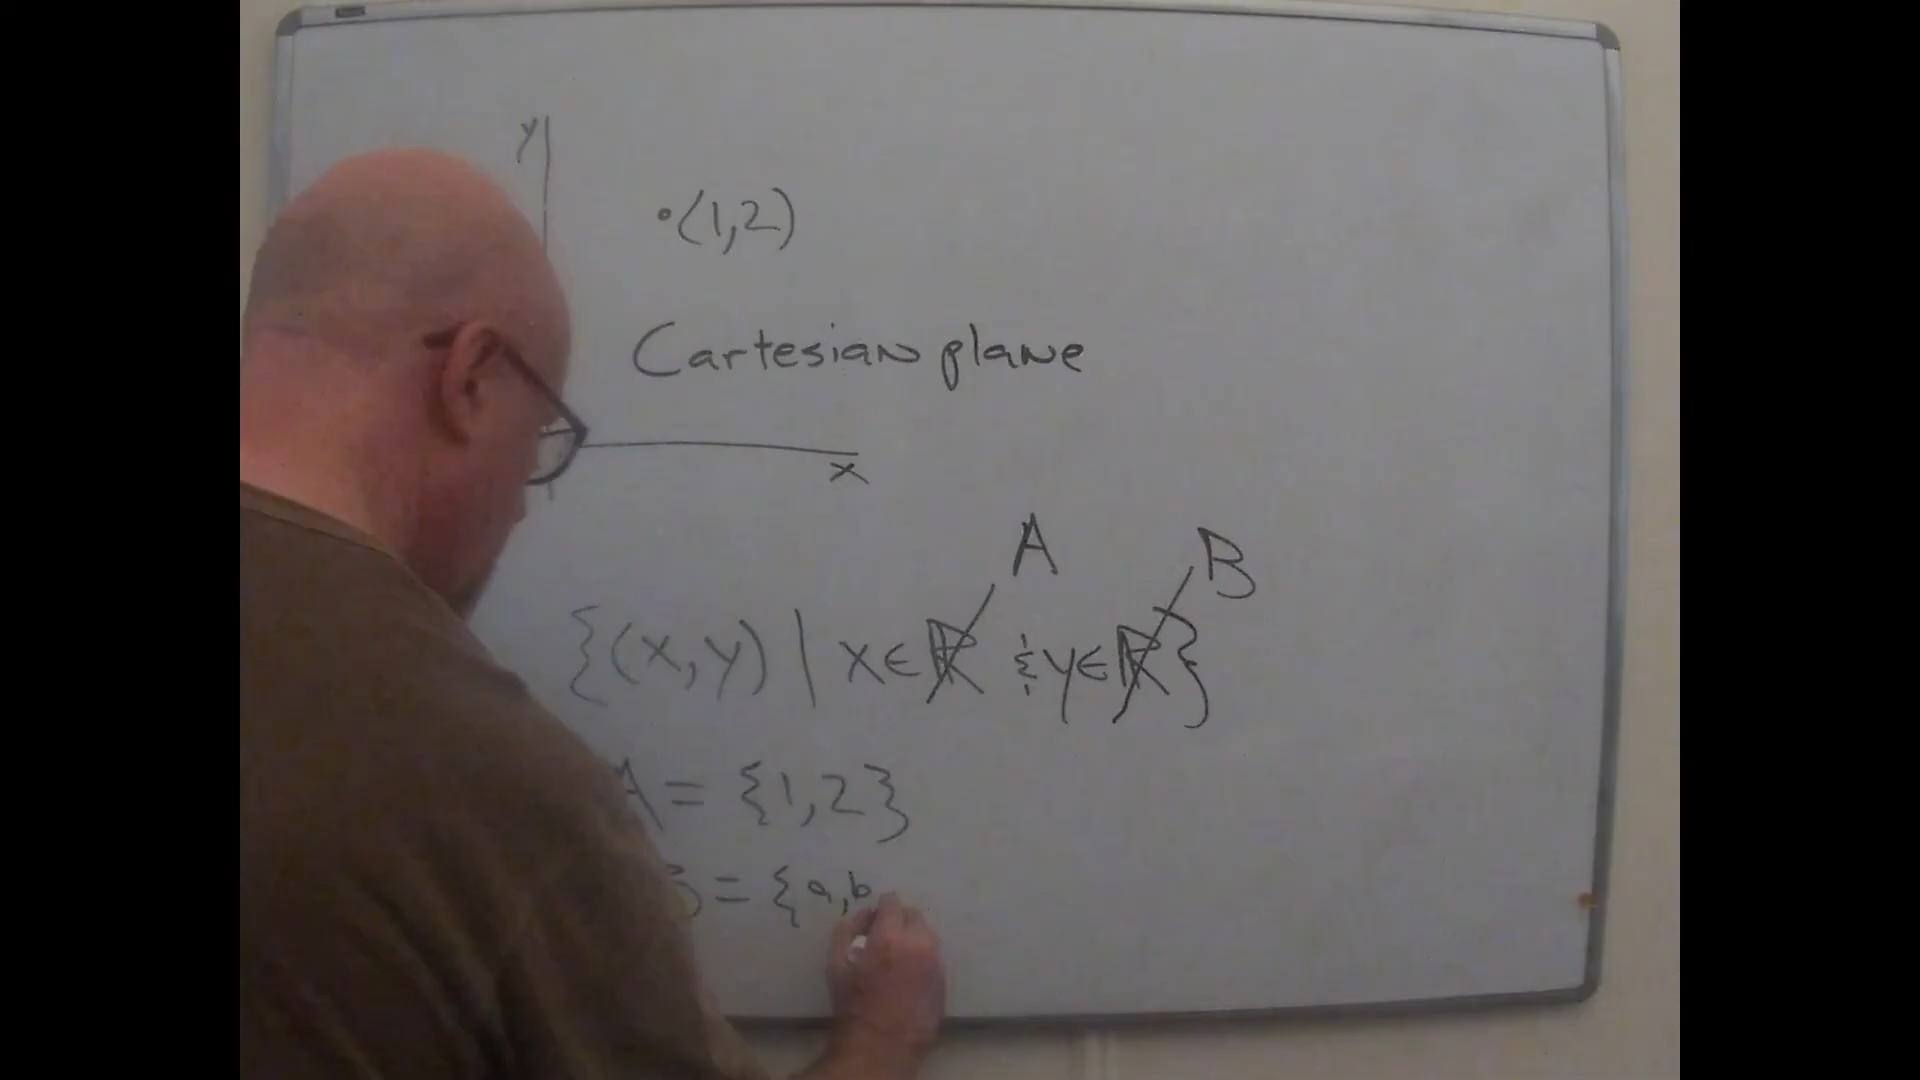 y
(1,2)
Cartesian plane
x
A B
{(x,y) | x∈ℝ & y∈ℝ}
A = {1,2}
B = {a,b